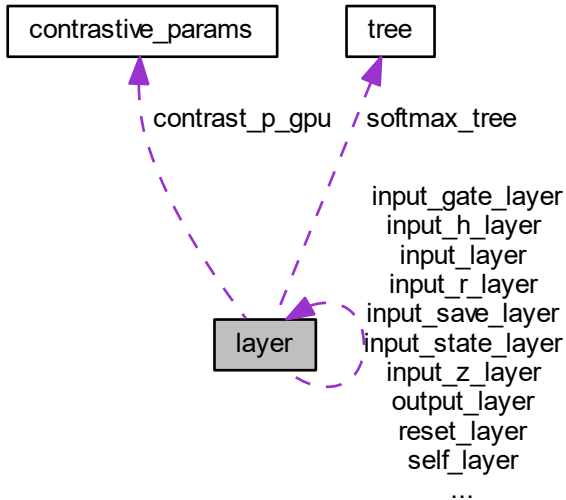 contrastive_params
tree
contrast_p_gpu
softmax_tree
input_gate_layer
input_h_layer
input_layer
input_r_layer
input_save_layer
input_state_layer
input_z_layer
output_layer
reset_layer
self_layer
...
layer